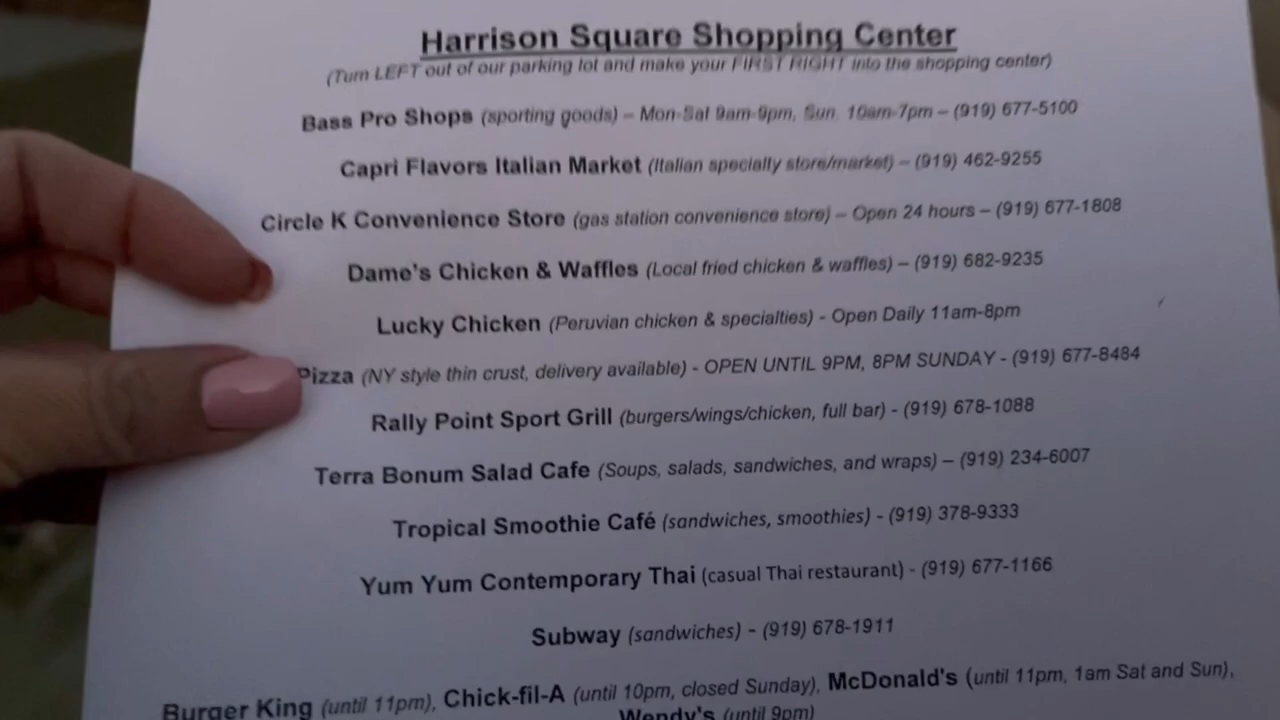 Harrison Square Shopping Center
(Turn LEFT out of our parking lot and make your FIRST RIGHT into the shopping center)
Bass Pro Shops (sporting goods) – Mon-Sat 9am-9pm, Sun. 10am-7pm – (919) 677-5100
Capri Flavors Italian Market (Italian specialty store/market) – (919) 462-9255
Circle K Convenience Store (gas station convenience store) – Open 24 hours – (919) 677-1808
Dame's Chicken & Waffles (Local fried chicken & waffles) – (919) 682-9235
Lucky Chicken (Peruvian chicken & specialties) - Open Daily 11am-8pm
Pizza (NY style thin crust, delivery available) - OPEN UNTIL 9PM, 8PM SUNDAY - (919) 677-8484
Rally Point Sport Grill (burgers/wings/chicken, full bar) - (919) 678-1088
Terra Bonum Salad Cafe (Soups, salads, sandwiches, and wraps) – (919) 234-6007
Tropical Smoothie Café (sandwiches, smoothies) - (919) 378-9333
Yum Yum Contemporary Thai (casual Thai restaurant) - (919) 677-1166
Subway (sandwiches) - (919) 678-1911
Burger King (until 11pm), Chick-fil-A (until 10pm, closed Sunday), McDonald's (until 11pm, 1am Sat and Sun),
Wendy's (until 9pm)